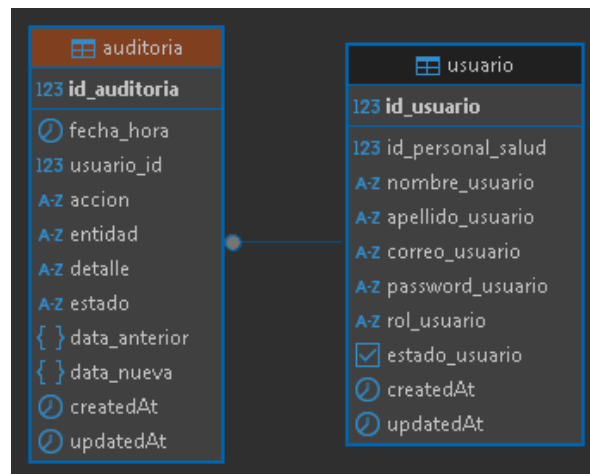 auditoria
123 id_auditoria
fecha_hora
123 usuario_id
A-Z accion
A-Z entidad
A-Z detalle
A-Z estado
{ } data_anterior
{ } data_nueva
createdAt
updatedAt
usuario
123 id_usuario
123 id_personal_salud
A-Z nombre_usuario
A-Z apellido_usuario
A-Z correo_usuario
A-Z password_usuario
A-Z rol_usuario
estado_usuario
createdAt
updatedAt